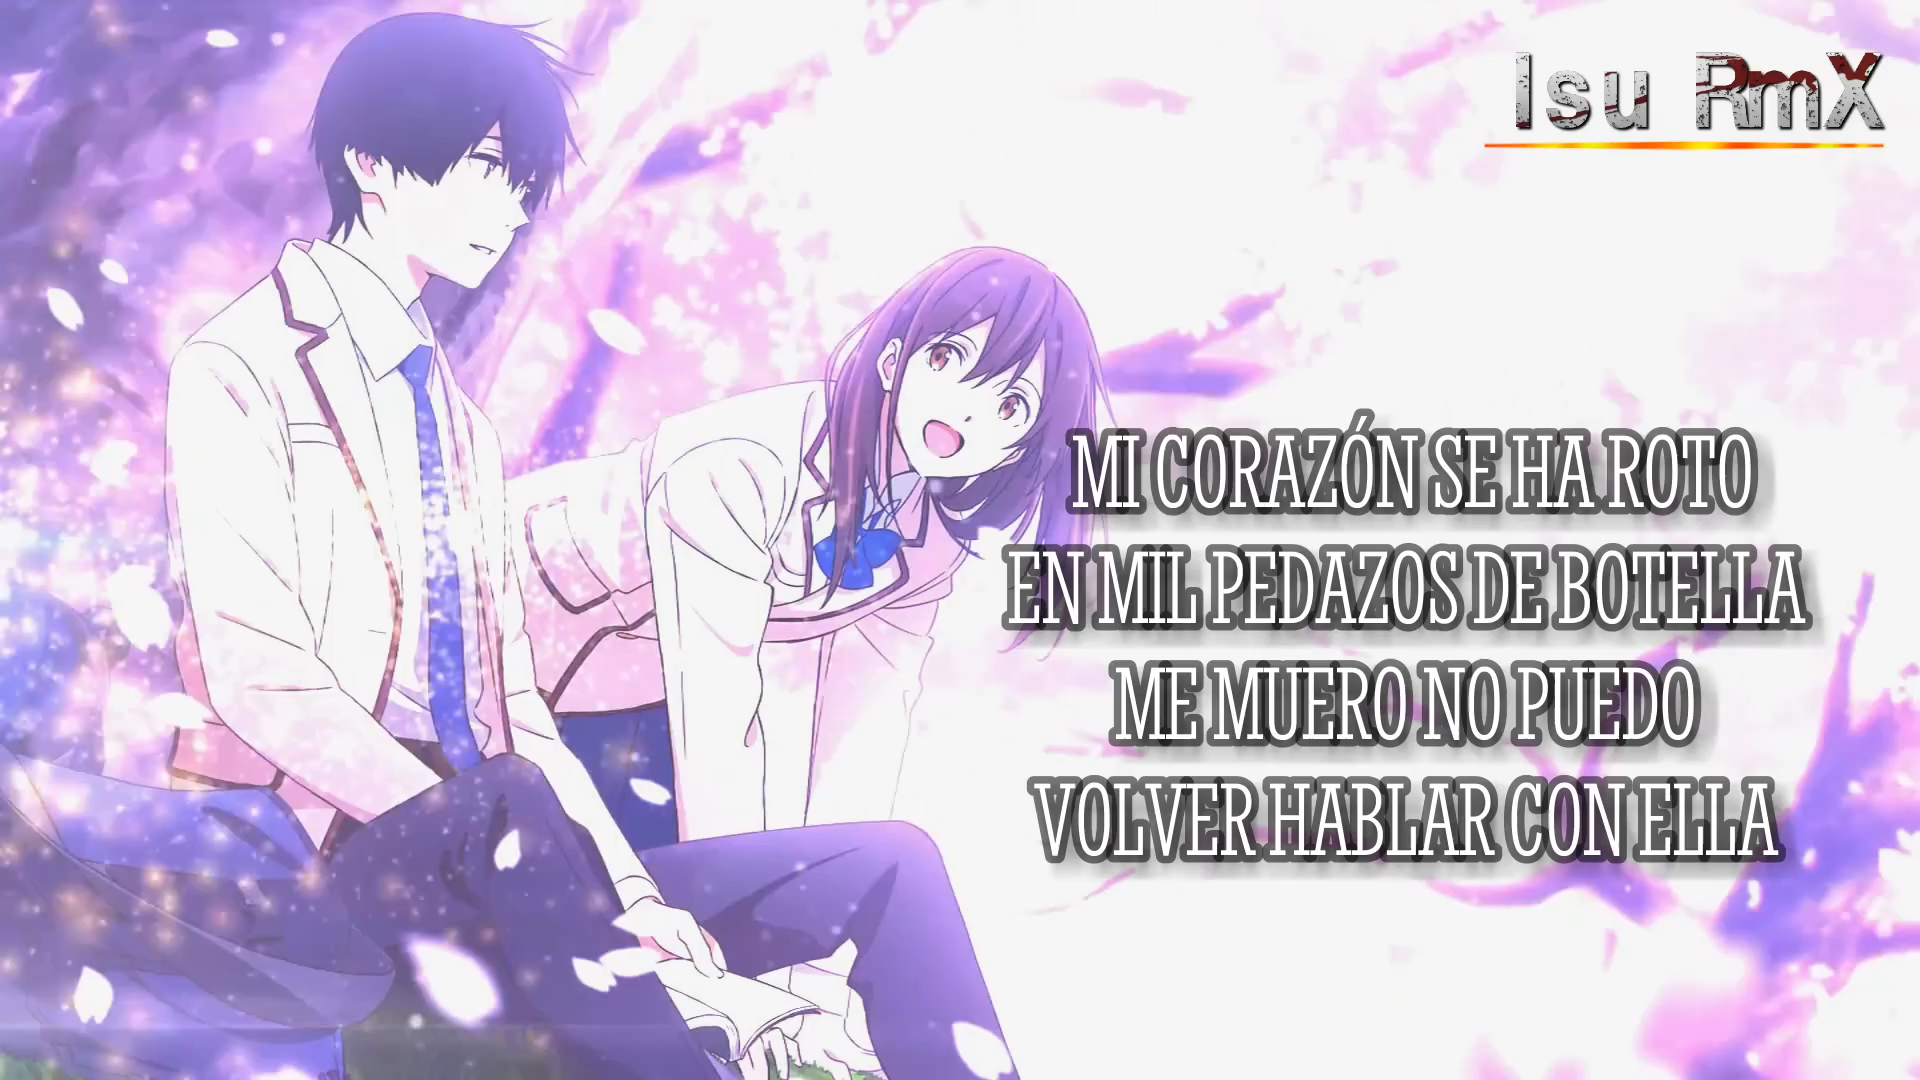 Isu RmX
MI CORAZÓN SE HA ROTO
EN MIL PEDAZOS DE BOTELLA
ME MUERO NO PUEDO
VOLVER HABLAR CON ELLA